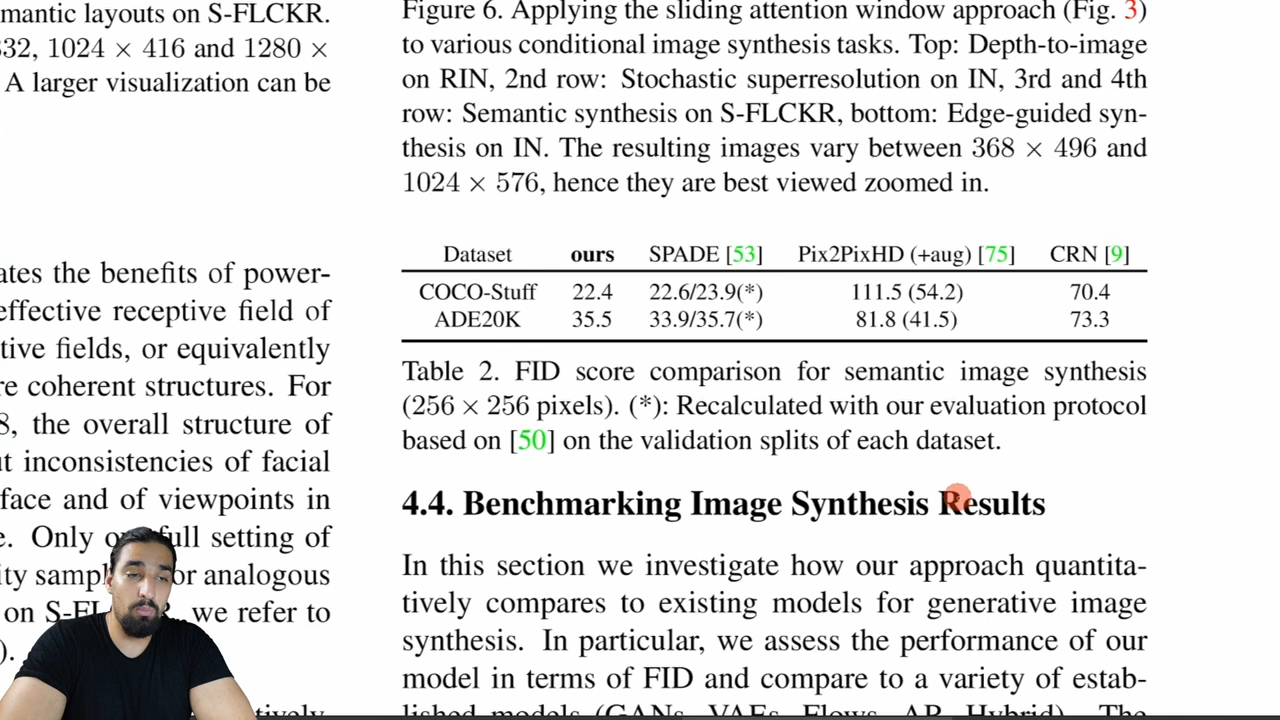 mantic layouts on S-FLCKR.
332, 1024 × 416 and 1280 ×
A larger visualization can be
ates the benefits of power-
effective receptive field of
tive fields, or equivalently
re coherent structures. For
8, the overall structure of
ut inconsistencies of facial
face and of viewpoints in
e. Only full setting of
ity or analogous
on we refer to
).
tively,
Figure 6. Applying the sliding attention window approach (Fig. 3)
to various conditional image synthesis tasks. Top: Depth-to-image
on RIN, 2nd row: Stochastic superresolution on IN, 3rd and 4th
row: Semantic synthesis on S-FLCKR, bottom: Edge-guided syn-
thesis on IN. The resulting images vary between 368 × 496 and
1024 × 576, hence they are best viewed zoomed in.
Dataset ours SPADE [53] Pix2PixHD (+aug) [75] CRN [9]
COCO-Stuff 22.4 22.6/23.9(*) 111.5 (54.2) 70.4
ADE20K 35.5 33.9/35.7(*) 81.8 (41.5) 73.3
Table 2. FID score comparison for semantic image synthesis
(256 × 256 pixels). (*): Recalculated with our evaluation protocol
based on [50] on the validation splits of each dataset.
4.4. Benchmarking Image Synthesis Results
In this section we investigate how our approach quantita-
tively compares to existing models for generative image
synthesis. In particular, we assess the performance of our
model in terms of FID and compare to a variety of estab-
lished models (GANs, VAEs, Flows, AR, Hybrid). The